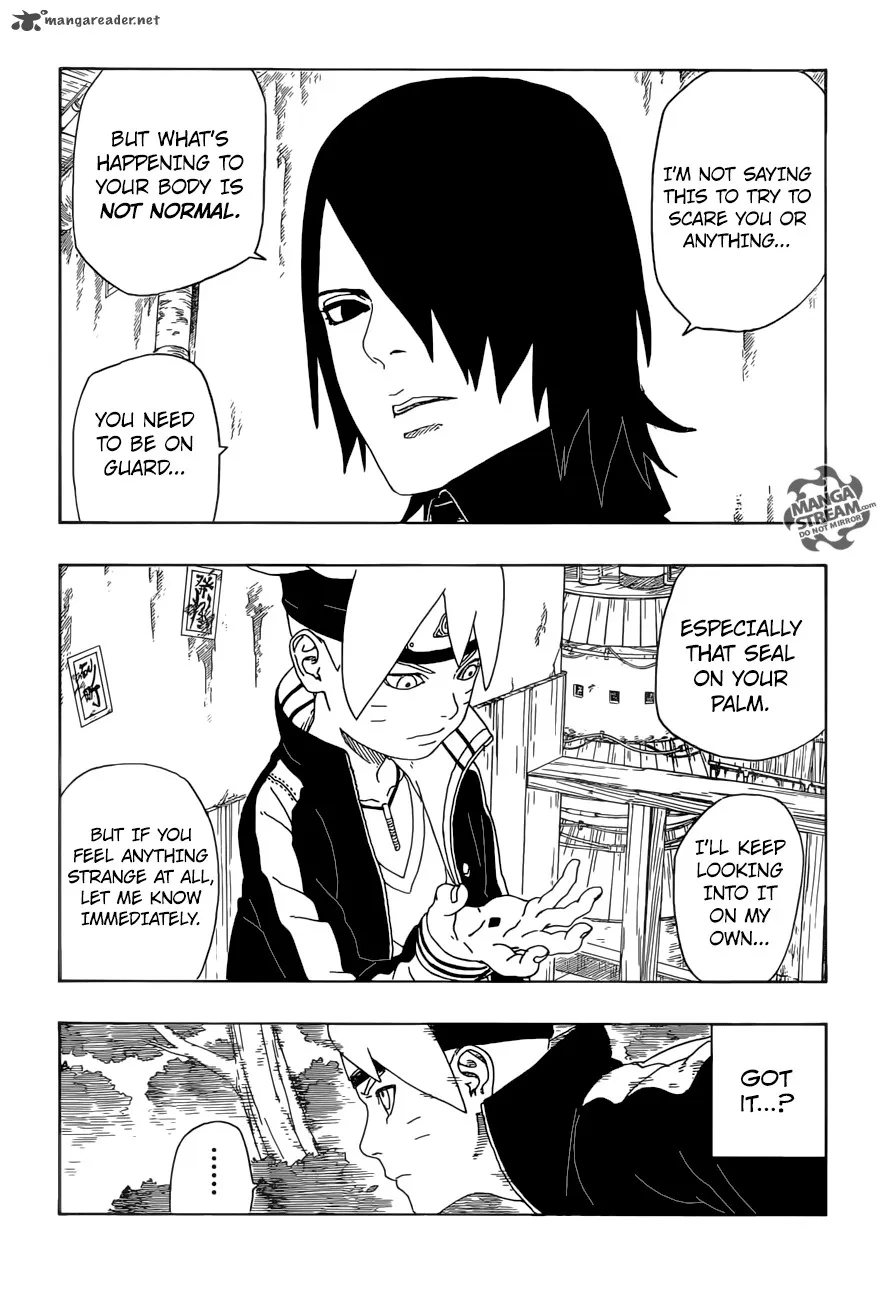 mangareader.net
I'M NOT SAYING
THIS TO TRY TO
SCARE YOU OR
ANYTHING...
BUT WHAT'S
HAPPENING TO
YOUR BODY IS
NOT NORMAL.
YOU NEED
TO BE ON
GUARD...
MANGA
STREAM.com
DO NOT MIRROR
ESPECIALLY
THAT SEAL
ON YOUR
PALM.
I'LL KEEP
LOOKING
INTO IT
ON MY
OWN...
BUT IF YOU
FEEL ANYTHING
STRANGE AT ALL,
LET ME KNOW
IMMEDIATELY.
GOT
IT...?
......